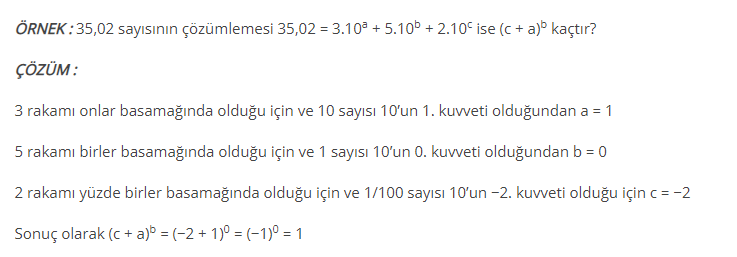 ÖRNEK : 35,02 sayısının çözümlemesi 35,02 = 3.10ᵃ + 5.10ᵇ + 2.10ᶜ ise (c + a)ᵇ kaçtır?
ÇÖZÜM :
3 rakamı onlar basamağında olduğu için ve 10 sayısı 10’un 1. kuvveti olduğundan a = 1
5 rakamı birler basamağında olduğu için ve 1 sayısı 10’un 0. kuvveti olduğundan b = 0
2 rakamı yüzde birler basamağında olduğu için ve 1/100 sayısı 10’un −2. kuvveti olduğu için c = −2
Sonuç olarak (c + a)ᵇ = (−2 + 1)⁰ = (−1)⁰ = 1